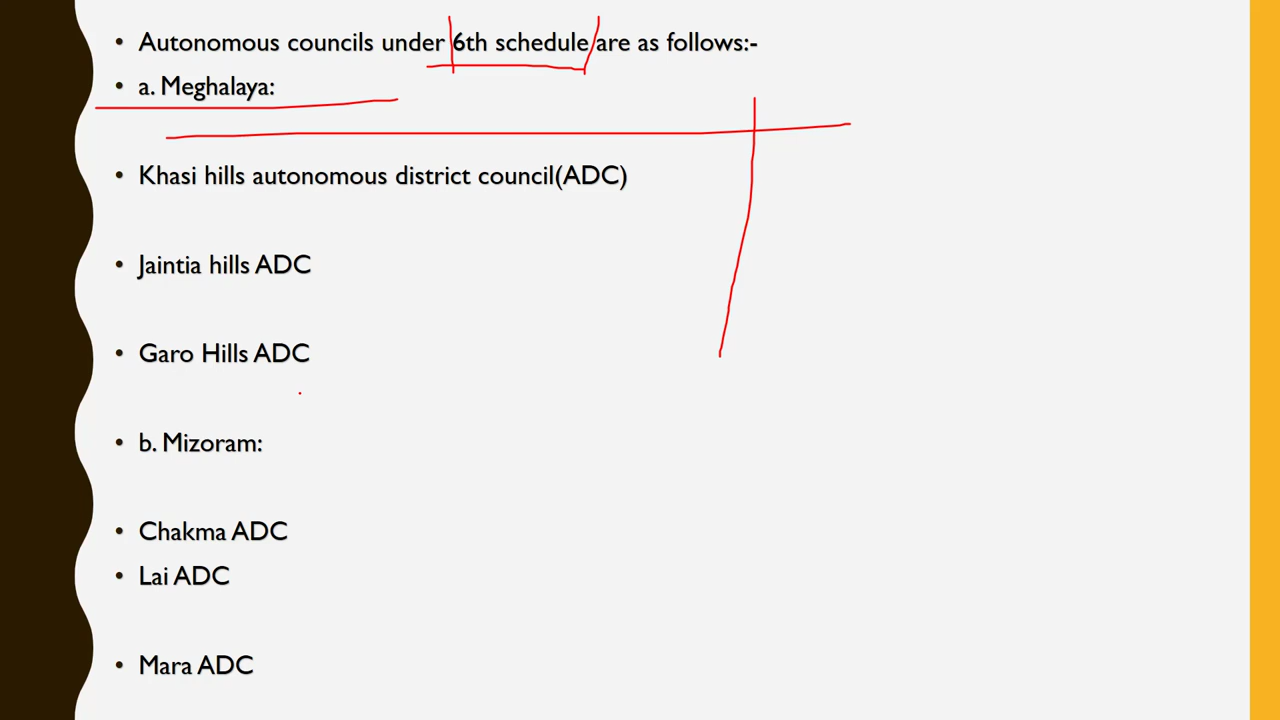 • Autonomous councils under 6th schedule are as follows:-
• a. Meghalaya:
• Khasi hills autonomous district council(ADC)
• Jaintia hills ADC
• Garo Hills ADC
• b. Mizoram:
• Chakma ADC
• Lai ADC
• Mara ADC